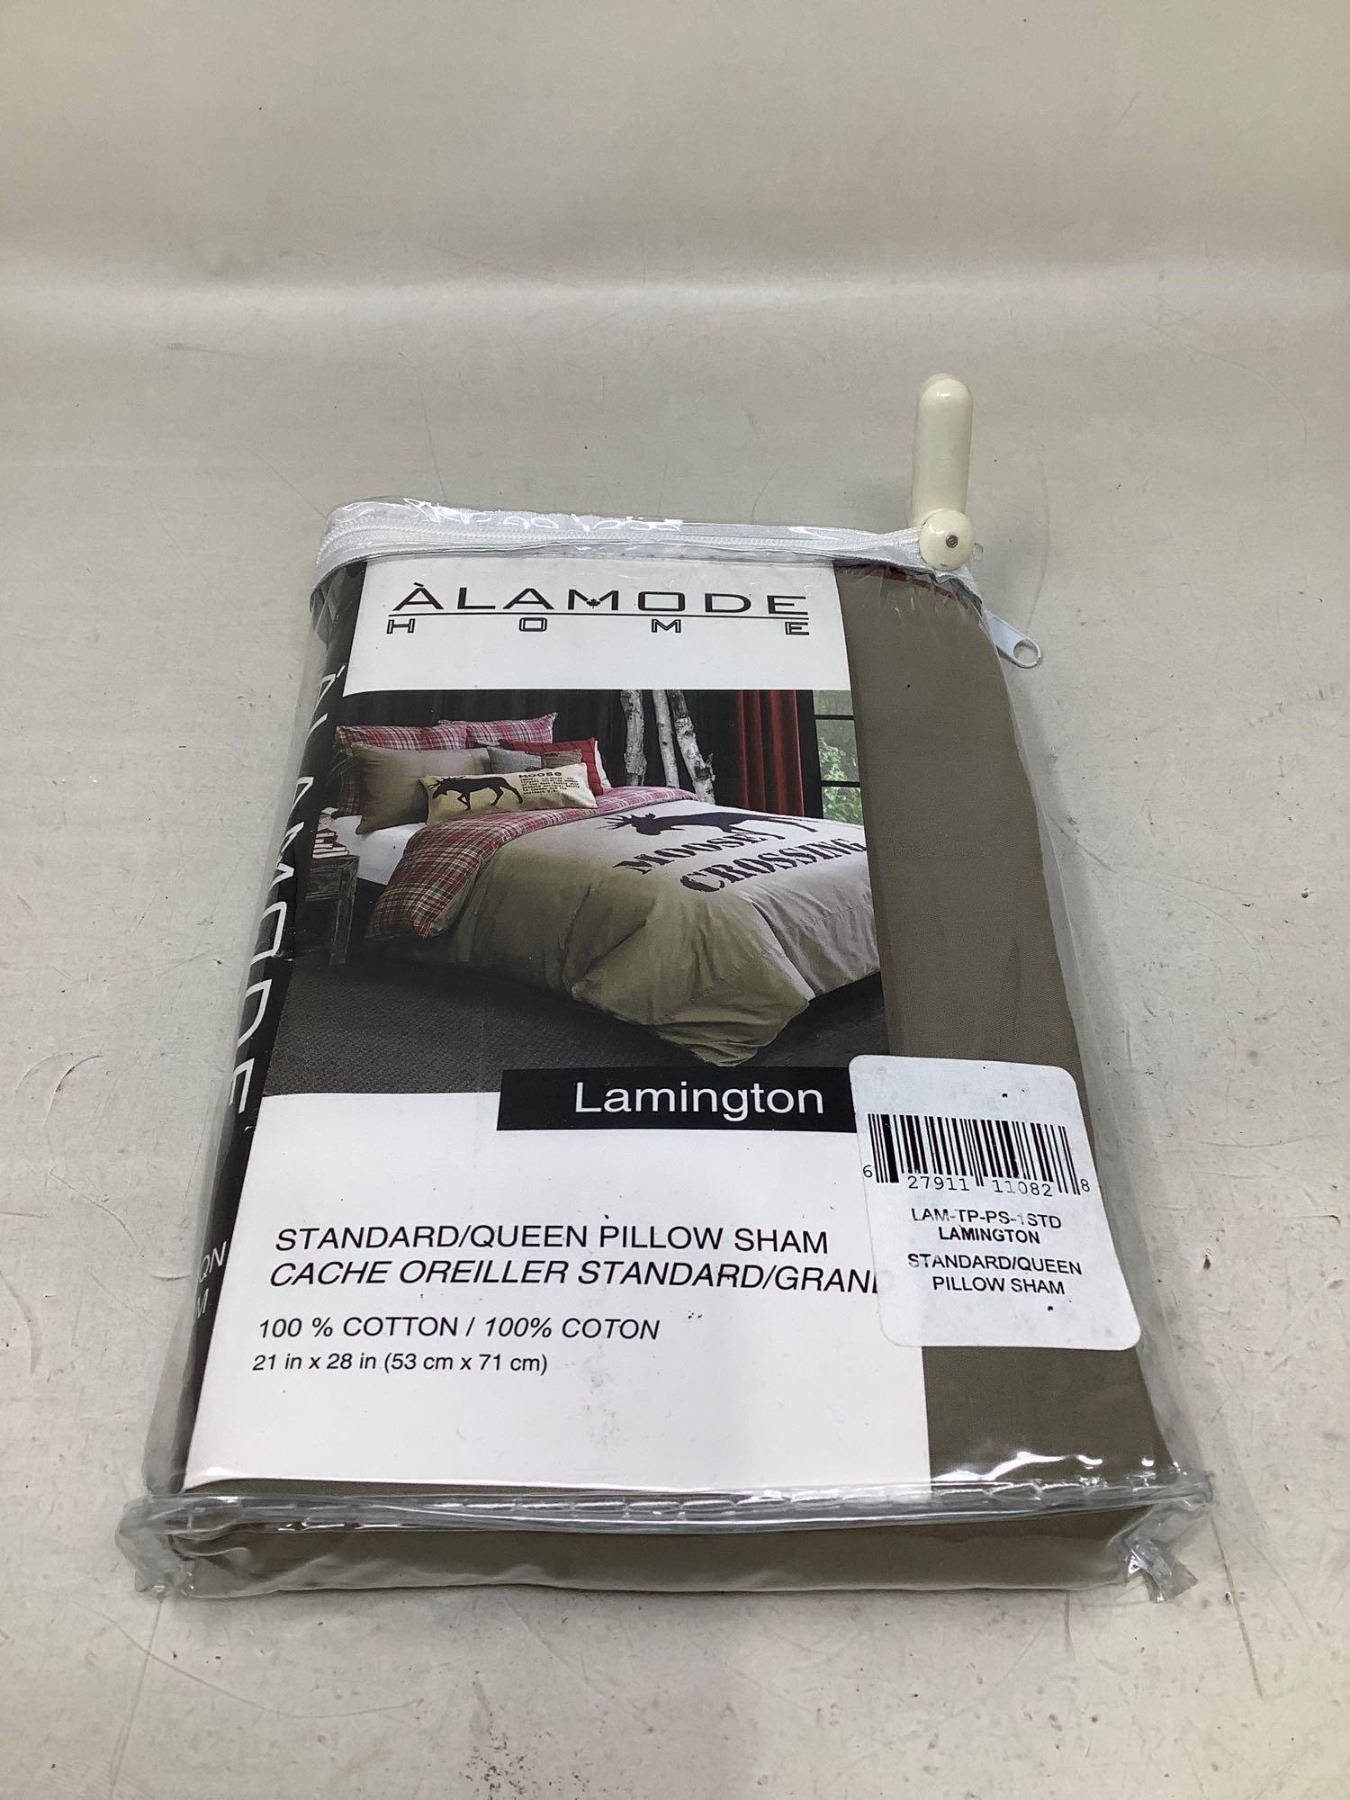 ÀLAMODE
HOME
ÀLAMODE
MOOSE
MOOSE
CROSSING
Lamington
6 27911 11082 8
LAM-TP-PS-1STD
LAMINGTON
STANDARD/QUEEN
PILLOW SHAM
STANDARD/QUEEN PILLOW SHAM
CACHE OREILLER STANDARD/GRAND
100 % COTTON / 100% COTON
21 in x 28 in (53 cm x 71 cm)